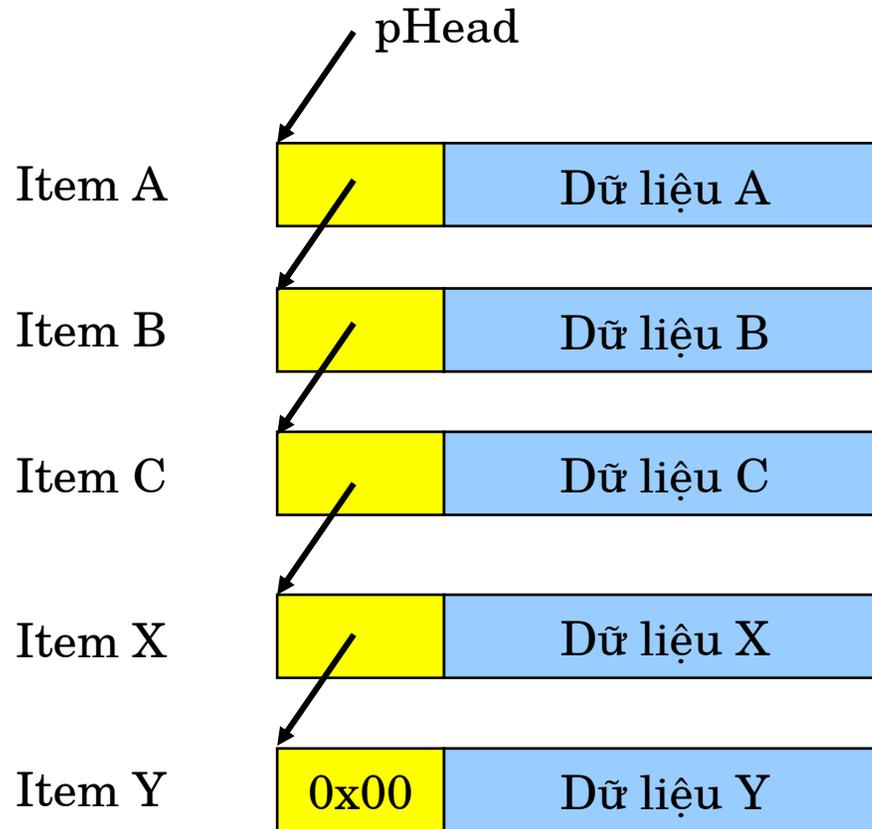 pHead
Item A Dữ liệu A
Item B Dữ liệu B
Item C Dữ liệu C
Item X Dữ liệu X
Item Y 0x00 Dữ liệu Y